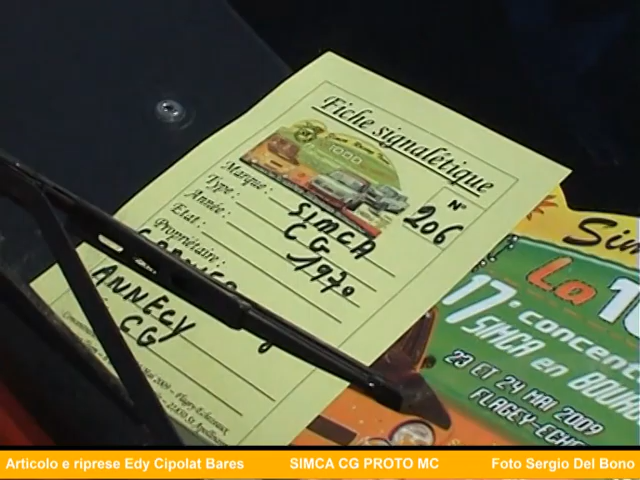 Fiche signalétique
1000
N°
206
Marque : SIMCA
Type : CG
Année : 1970
Etat :
Propriétaire :
ANNECY
CG
La 10
17e concent
SIMCA en BOUR
23 ET 24 MAI 2009
FLAGEY-ECHE
Articolo e riprese Edy Cipolat Bares SIMCA CG PROTO MC Foto Sergio Del Bono